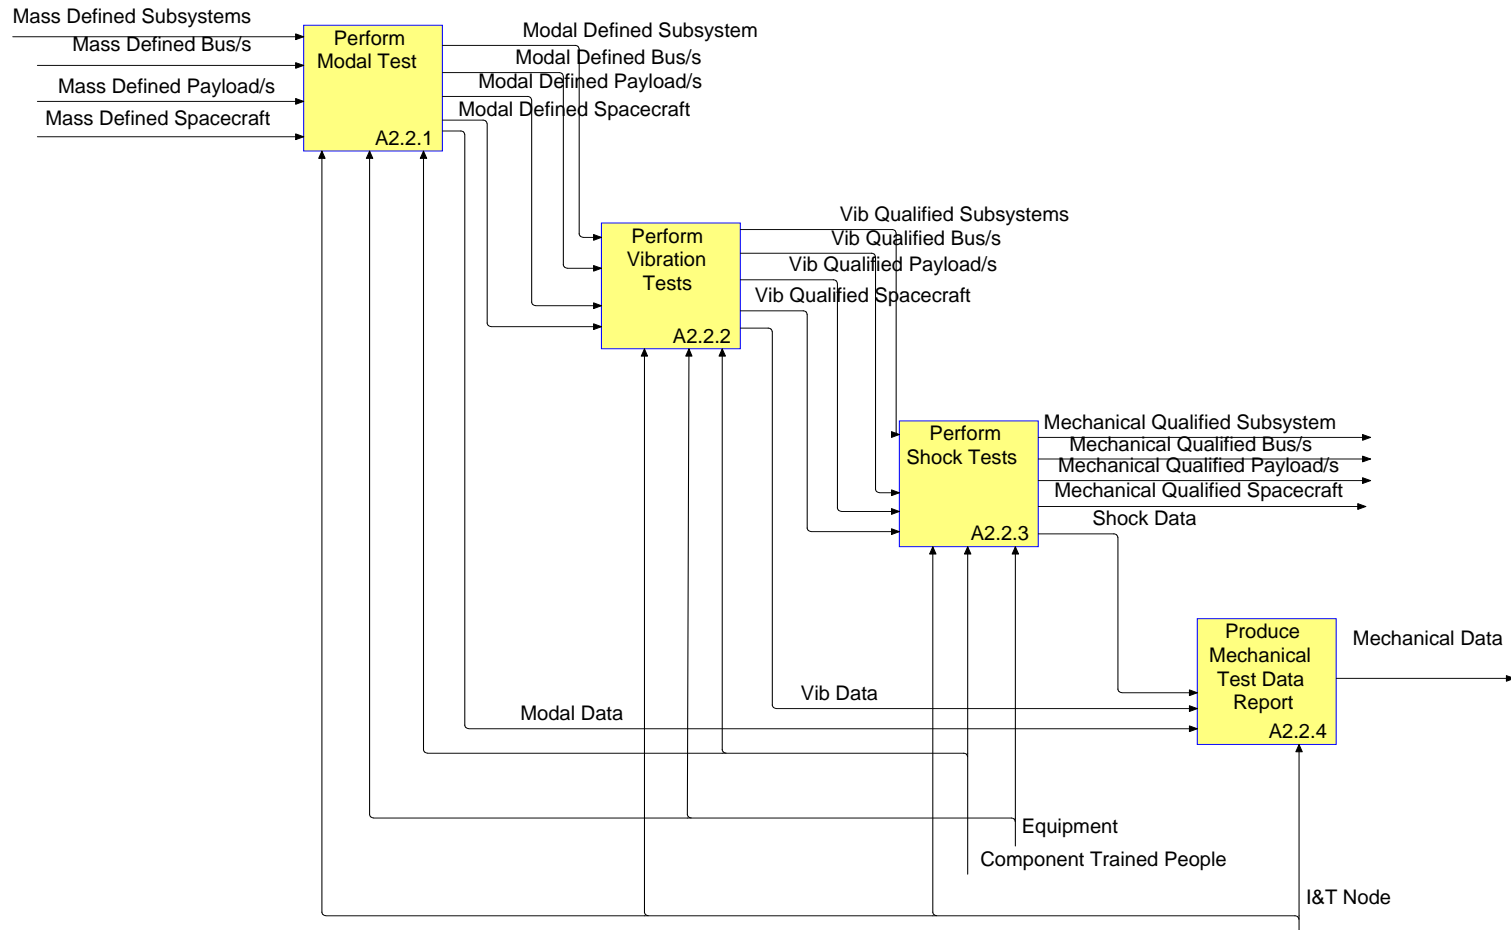 Mass Defined Subsystems
Mass Defined Bus/s
Mass Defined Payload/s
Mass Defined Spacecraft
Perform
Modal Test
A2.2.1
Modal Defined Subsystem
Modal Defined Bus/s
Modal Defined Payload/s
Modal Defined Spacecraft
Perform
Vibration
Tests
A2.2.2
Vib Qualified Subsystems
Vib Qualified Bus/s
Vib Qualified Payload/s
Vib Qualified Spacecraft
Perform
Shock Tests
A2.2.3
Mechanical Qualified Subsystem
Mechanical Qualified Bus/s
Mechanical Qualified Payload/s
Mechanical Qualified Spacecraft
Shock Data
Produce
Mechanical
Test Data
Report
A2.2.4
Mechanical Data
Vib Data
Modal Data
Equipment
Component Trained People
I&T Node